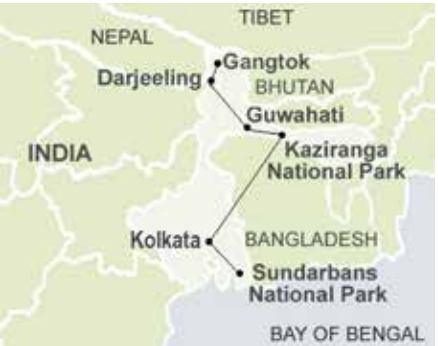 TIBET
NEPAL
Gangtok
Darjeeling
BHUTAN
Guwahati
INDIA
Kaziranga
National Park
Kolkata
BANGLADESH
Sundarbans
National Park
BAY OF BENGAL